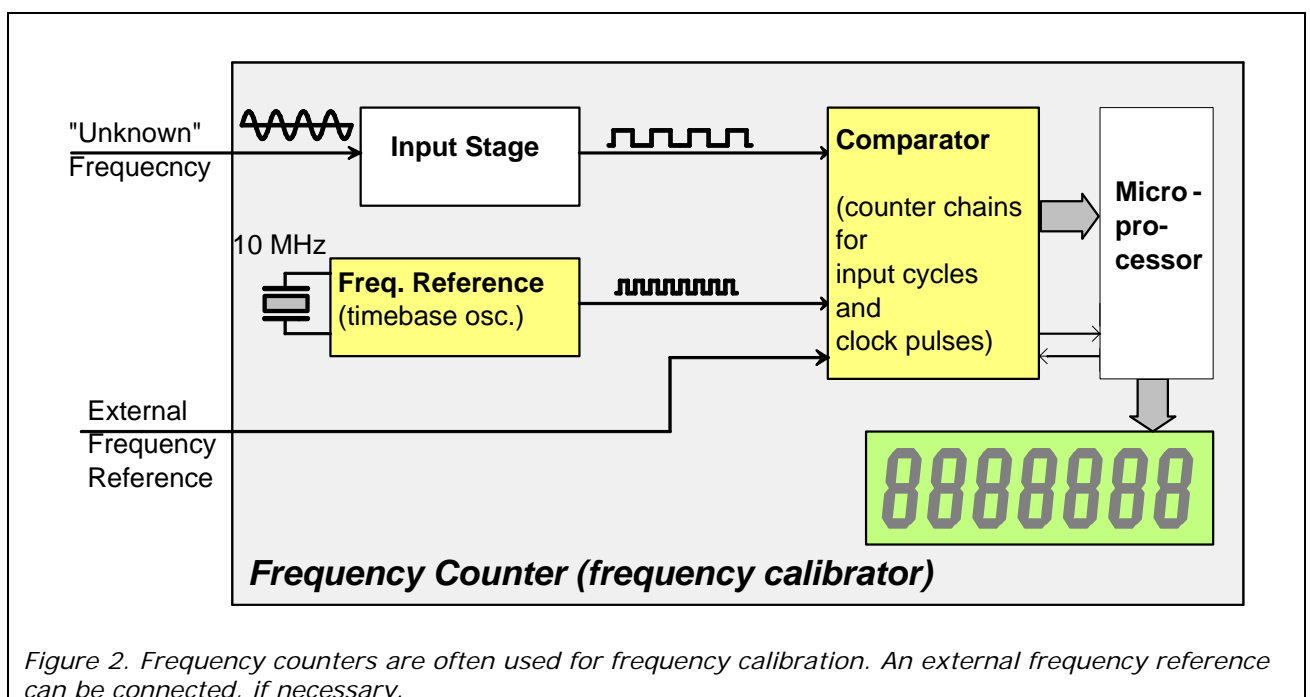 "Unknown"
Frequecncy
Input Stage
10 MHz
Freq. Reference
(timebase osc.)
External
Frequency
Reference
Comparator
(counter chains
for
input cycles
and
clock pulses)
Micro -
pro-
cessor
8888888
Frequency Counter (frequency calibrator)
Figure 2. Frequency counters are often used for frequency calibration. An external frequency reference
can be connected, if necessary.